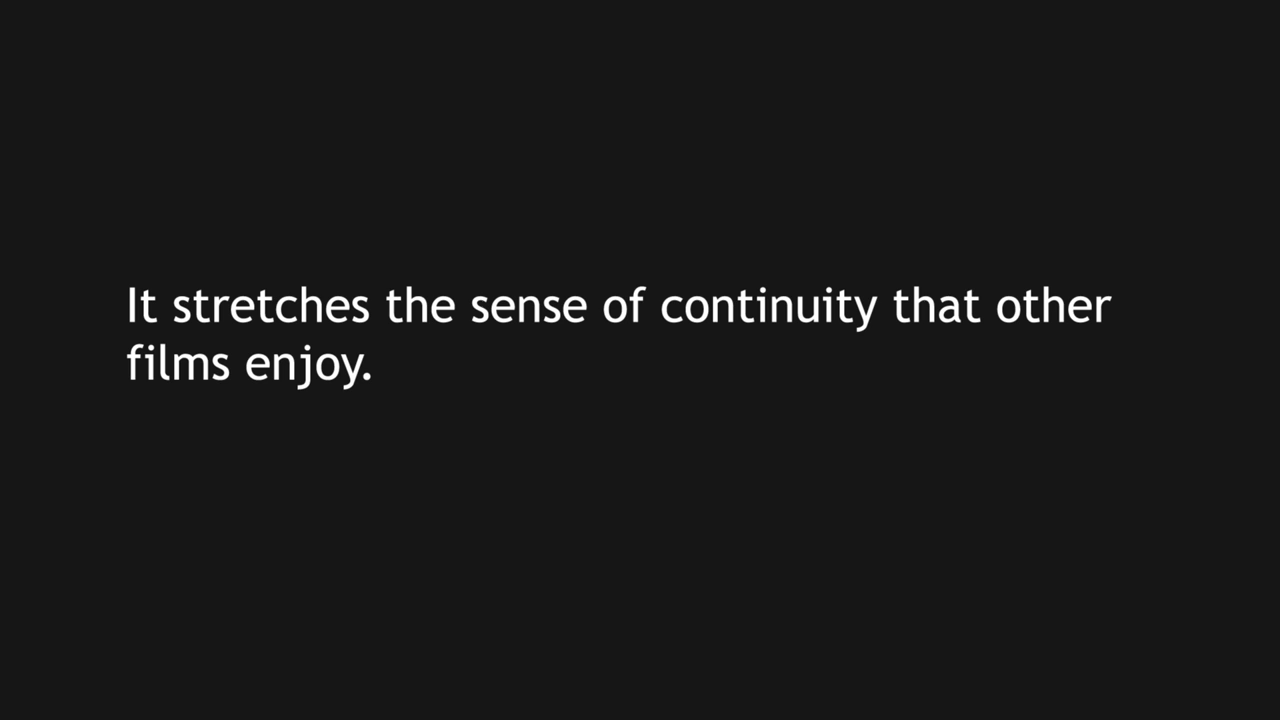 It stretches the sense of continuity that other
films enjoy.